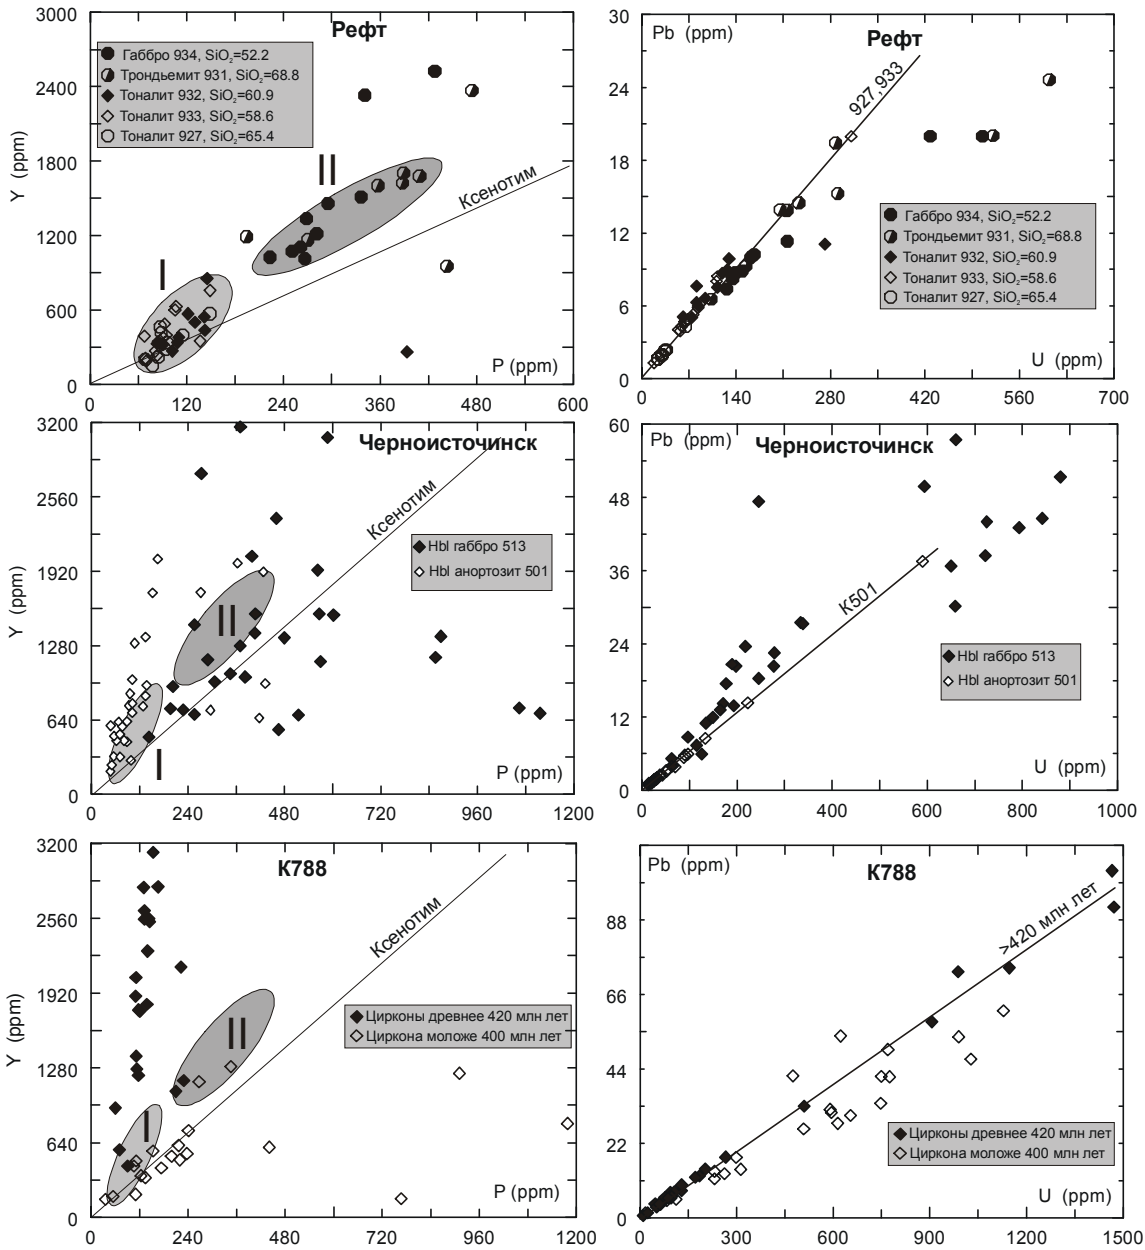 Рефт
Габбро 934, SiO₂=52.2
Трондьемит 931, SiO₂=68.8
Тоналит 932, SiO₂=60.9
Тоналит 933, SiO₂=58.6
Тоналит 927, SiO₂=65.4
I
II
Ксенотим
Y (ppm)
3000
2400
1800
1200
600
0
P (ppm)
0 120 240 360 480 600
Pb (ppm)
Рефт
927,933
Габбро 934, SiO₂=52.2
Трондьемит 931, SiO₂=68.8
Тоналит 932, SiO₂=60.9
Тоналит 933, SiO₂=58.6
Тоналит 927, SiO₂=65.4
30
24
18
12
6
0
U (ppm)
0 140 280 420 560 700
Черноисточинск
Ксенотим
Hbl габбро 513
Hbl анортозит 501
II
I
Y (ppm)
3200
2560
1920
1280
640
0
P (ppm)
0 240 480 720 960 1200
Pb (ppm)
Черноисточинск
K501
Hbl габбро 513
Hbl анортозит 501
60
48
36
24
12
0
U (ppm)
0 200 400 600 800 1000
K788
Ксенотим
Цирконы древнее 420 млн лет
Циркона моложе 400 млн лет
II
I
Y (ppm)
3200
2560
1920
1280
640
0
P (ppm)
0 240 480 720 960 1200
Pb (ppm)
K788
>420 млн лет
Цирконы древнее 420 млн лет
Циркона моложе 400 млн лет
88
66
44
22
0
U (ppm)
0 300 600 900 1200 1500